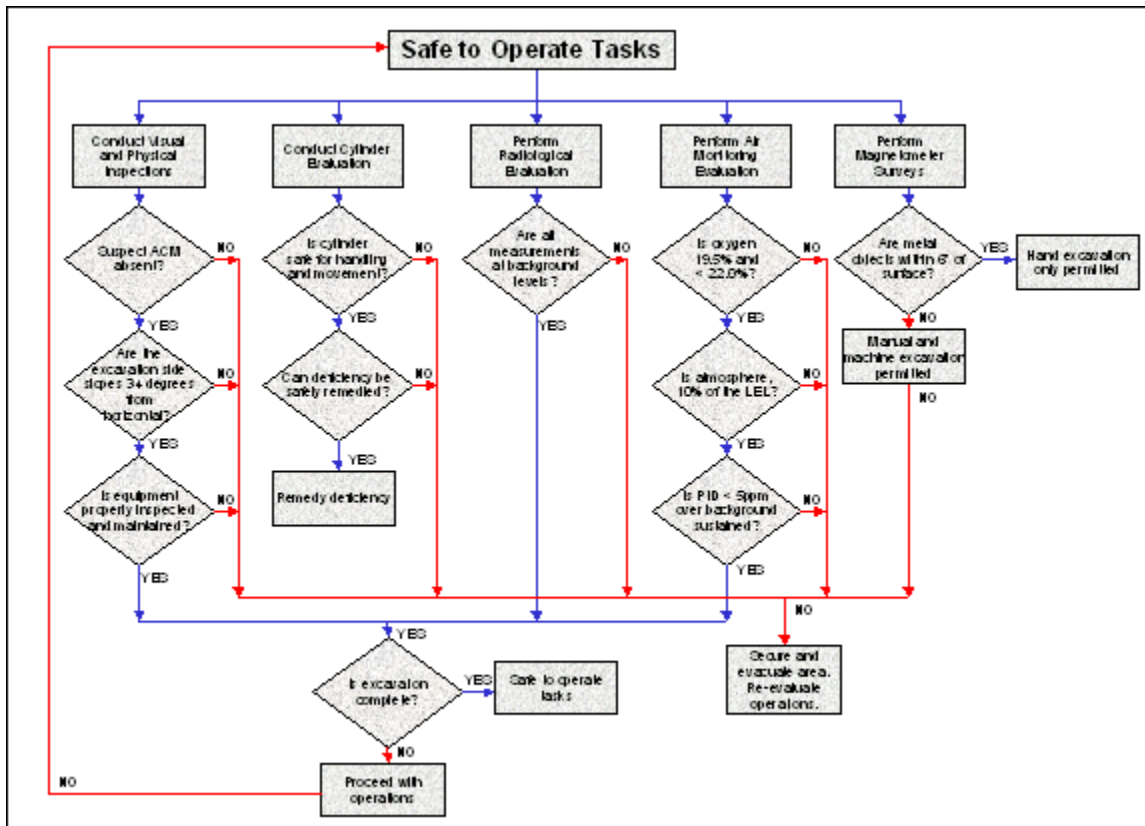 Safe to Operate Tasks
Conduct Visual
and Physical
Inspections
Conduct Cylinder
Evaluation
Perform
Radiological
Evaluation
Perform Air
Monitoring
Evaluation
Perform
Magnetometer
Surveys
Suspect ACM
absent?
NO
Is cylinder
safe for handling
and movement?
NO
Are all
measurements
at background
levels?
NO
Is oxygen
19.5% and
< 22.0%?
NO
Are metal
objects within 6' of
surface?
YES
Hand excavation
only permitted
YES
YES
YES
YES
NO
Are the
excavation side
slopes 34 degrees
from
horizontal?
NO
Can deficiency be
safely remedied?
NO
Is atmosphere,
10% of the LEL?
NO
Manual and
machine excavation
permitted
NO
YES
YES
YES
Is equipment
properly inspected
and maintained?
NO
Remedy deficiency
Is PID < 5ppm
over background
sustained?
NO
YES
YES
NO
YES
Is excavation
complete?
YES
Safe to operate
tasks
Secure and
evacuate area.
Re-evaluate
operations.
NO
NO
Proceed with
operations